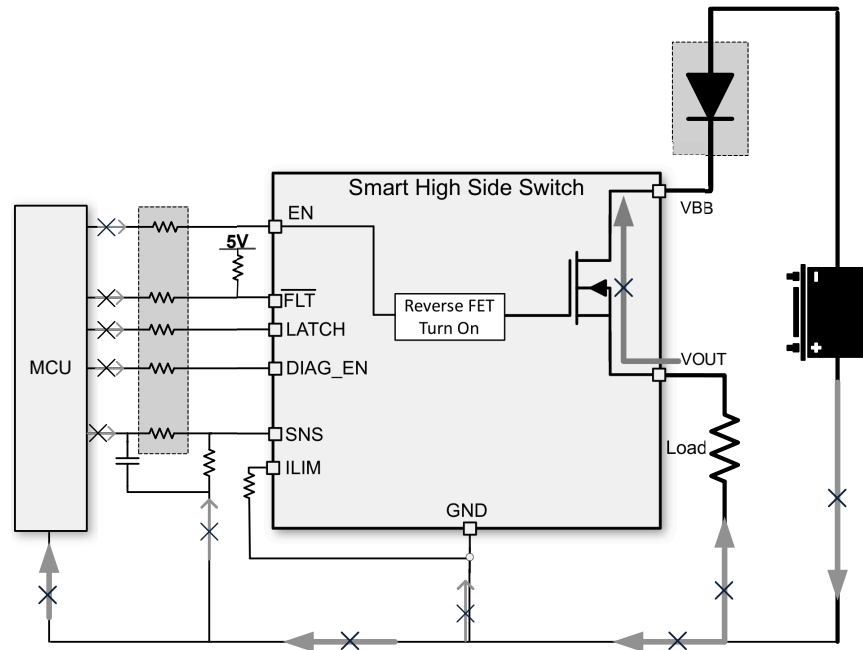 Smart High Side Switch
VBB
EN
5V
FLT
Reverse FET
Turn On
LATCH
MCU
DIAG_EN
VOUT
SNS
Load
ILIM
GND
-
+